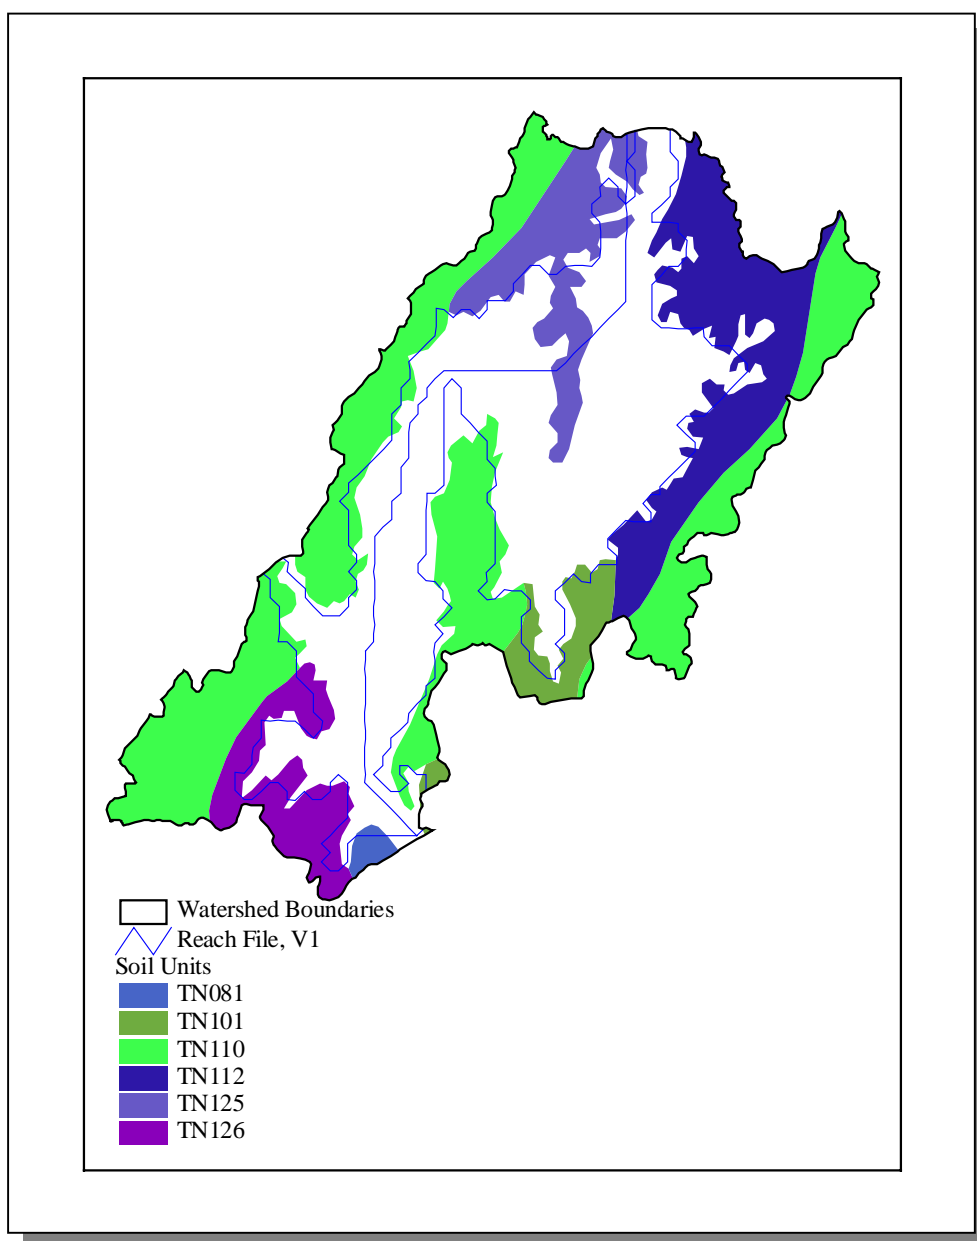 Watershed Boundaries
Reach File, V1
Soil Units
TN081
TN101
TN110
TN112
TN125
TN126